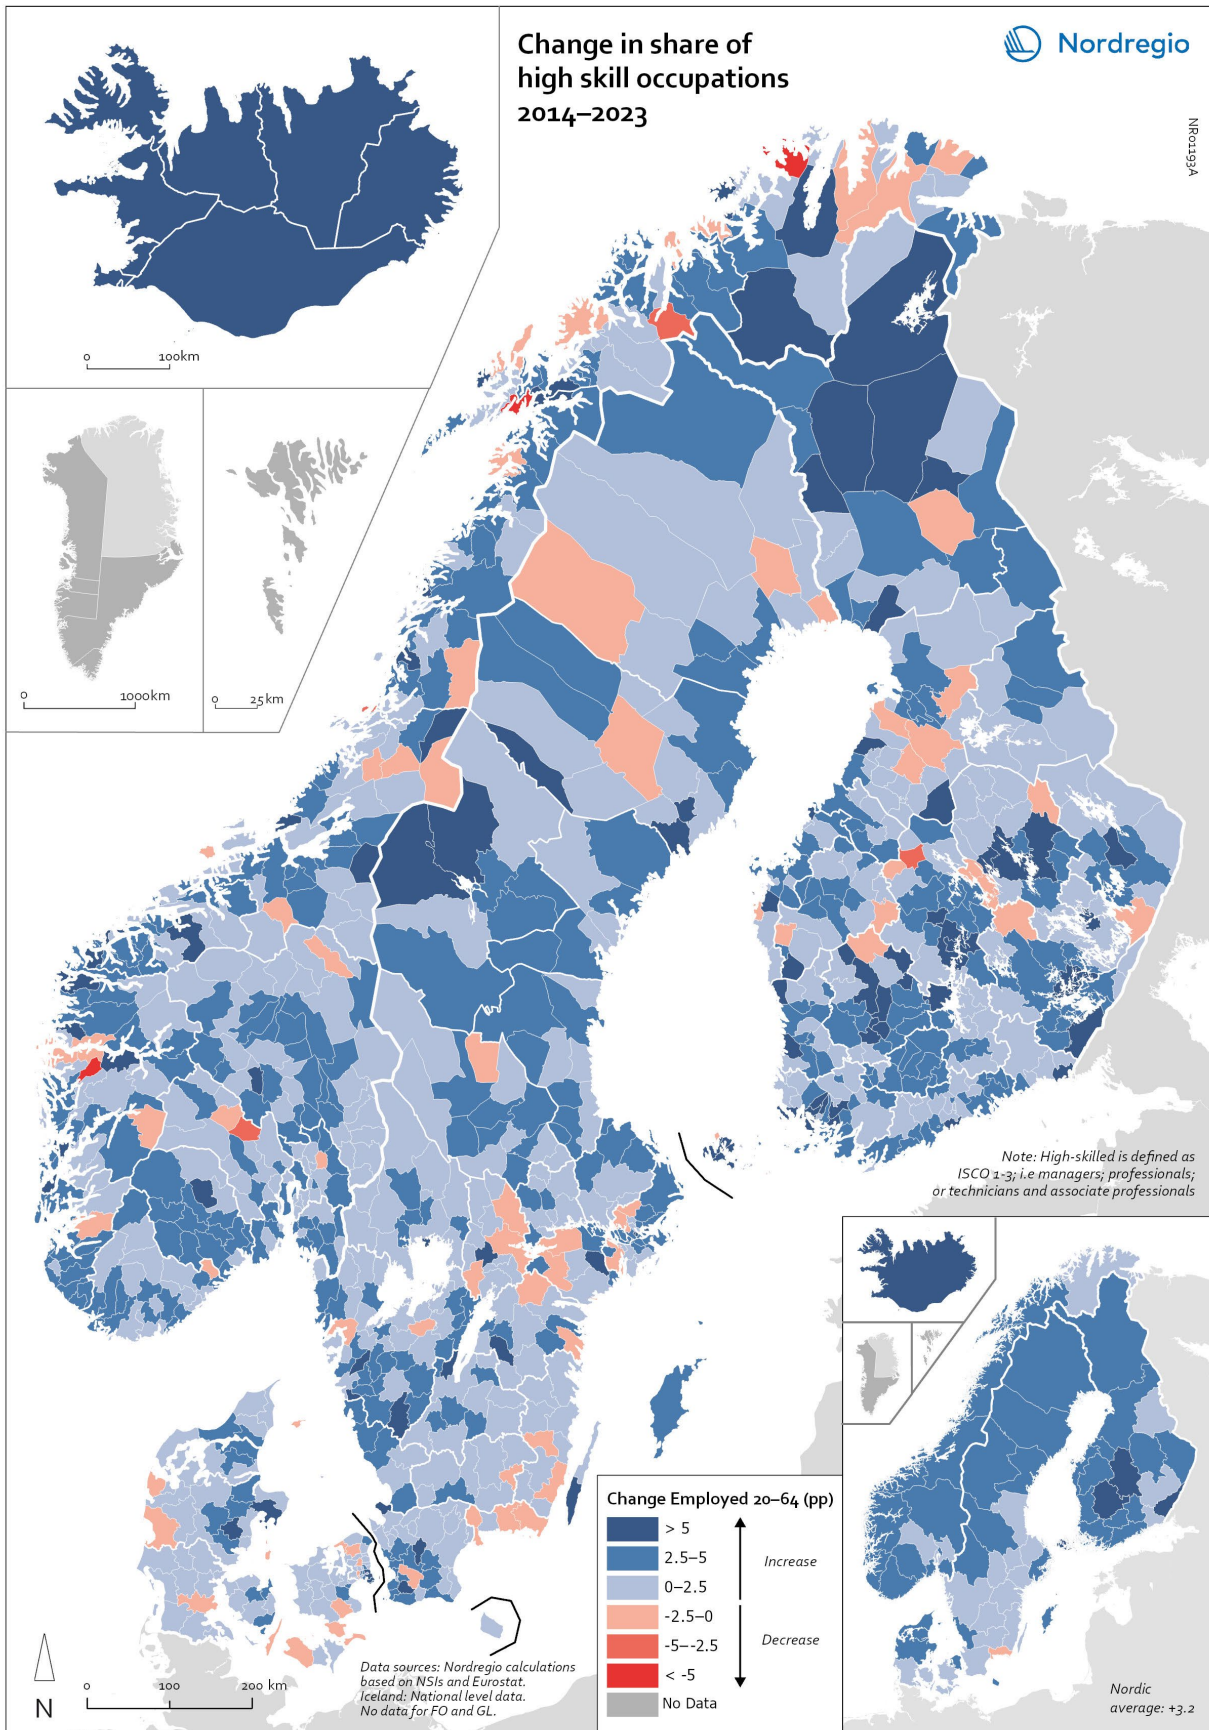 Change in share of
high skill occupations
2014–2023
Nordregio
NR01193A
0 100km
0 1000km
0 25km
Note: High-skilled is defined as
ISCO 1-3; i.e managers; professionals;
or technicians and associate professionals
Change Employed 20–64 (pp)
> 5
2.5–5
0–2.5
-2.5–0
-5–-2.5
< -5
No Data
Increase
Decrease
Data sources: Nordregio calculations
based on NSIs and Eurostat.
Iceland: National level data.
No data for FO and GL.
N
0 100 200 km
Nordic
average: +3.2